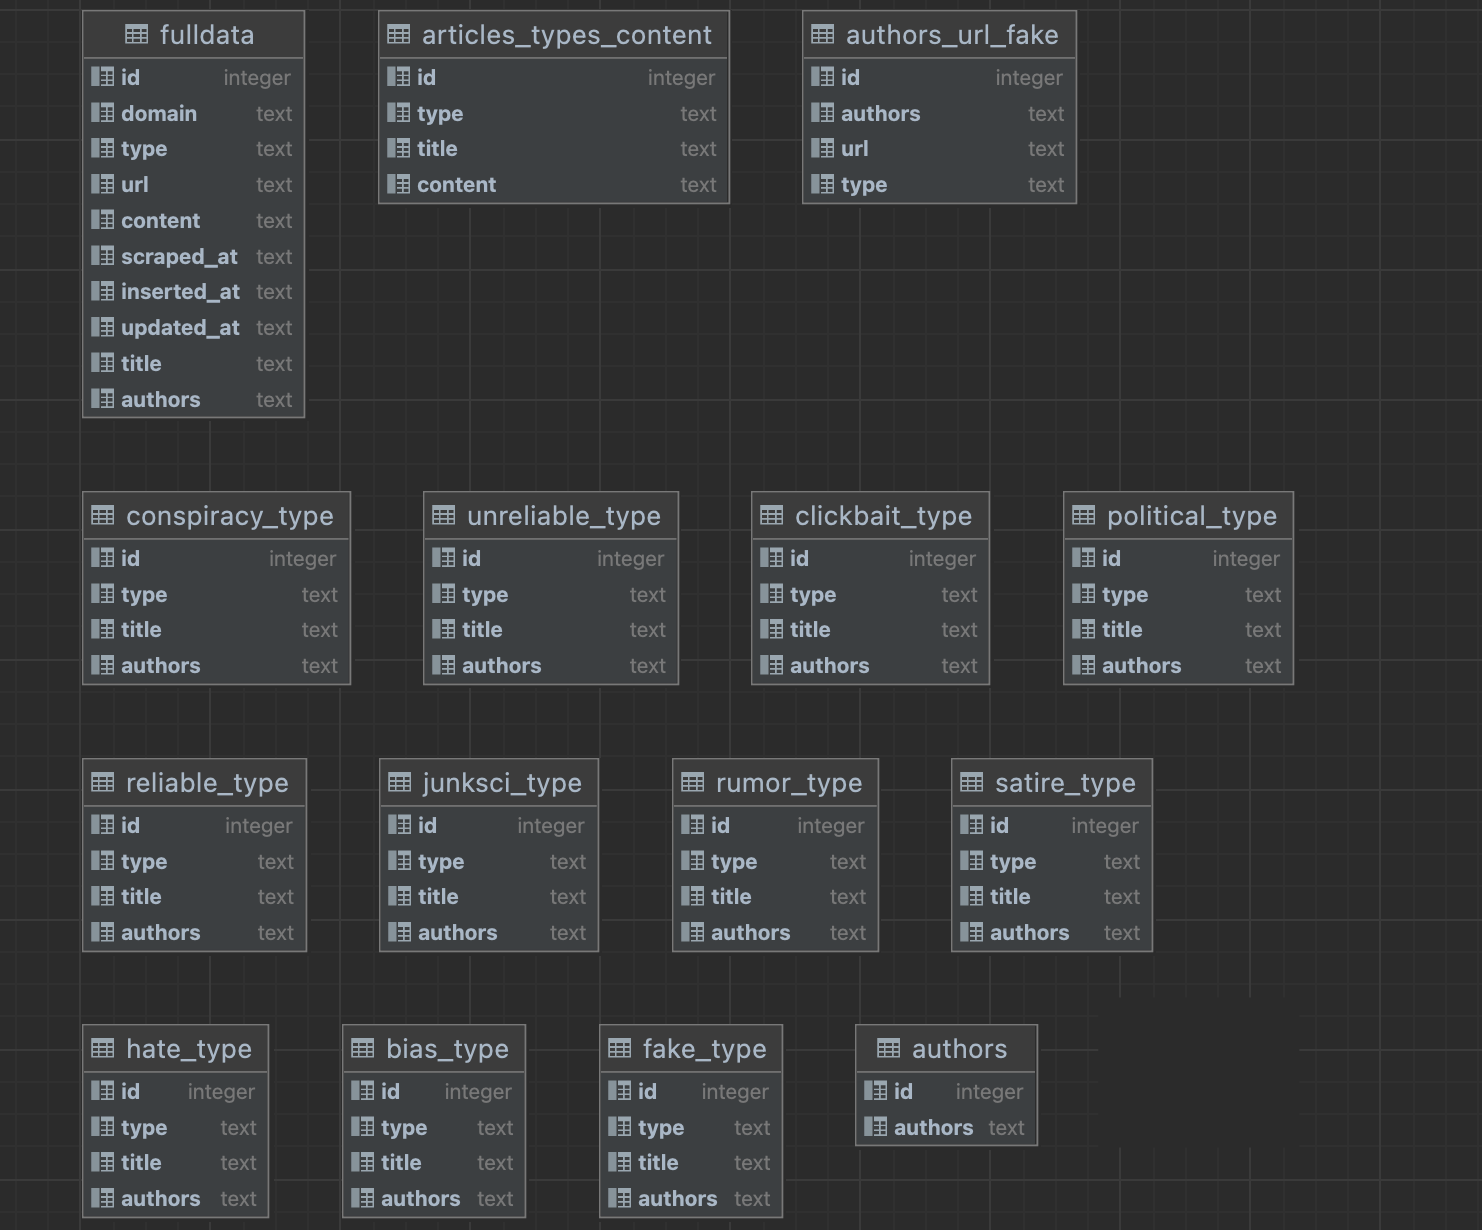 fulldata
id integer
domain text
type text
url text
content text
scraped_at text
inserted_at text
updated_at text
title text
authors text
articles_types_content
id integer
type text
title text
content text
authors_url_fake
id integer
authors text
url text
type text
conspiracy_type
id integer
type text
title text
authors text
unreliable_type
id integer
type text
title text
authors text
clickbait_type
id integer
type text
title text
authors text
political_type
id integer
type text
title text
authors text
reliable_type
id integer
type text
title text
authors text
junksci_type
id integer
type text
title text
authors text
rumor_type
id integer
type text
title text
authors text
satire_type
id integer
type text
title text
authors text
hate_type
id integer
type text
title text
authors text
bias_type
id integer
type text
title text
authors text
fake_type
id integer
type text
title text
authors text
authors
id integer
authors text